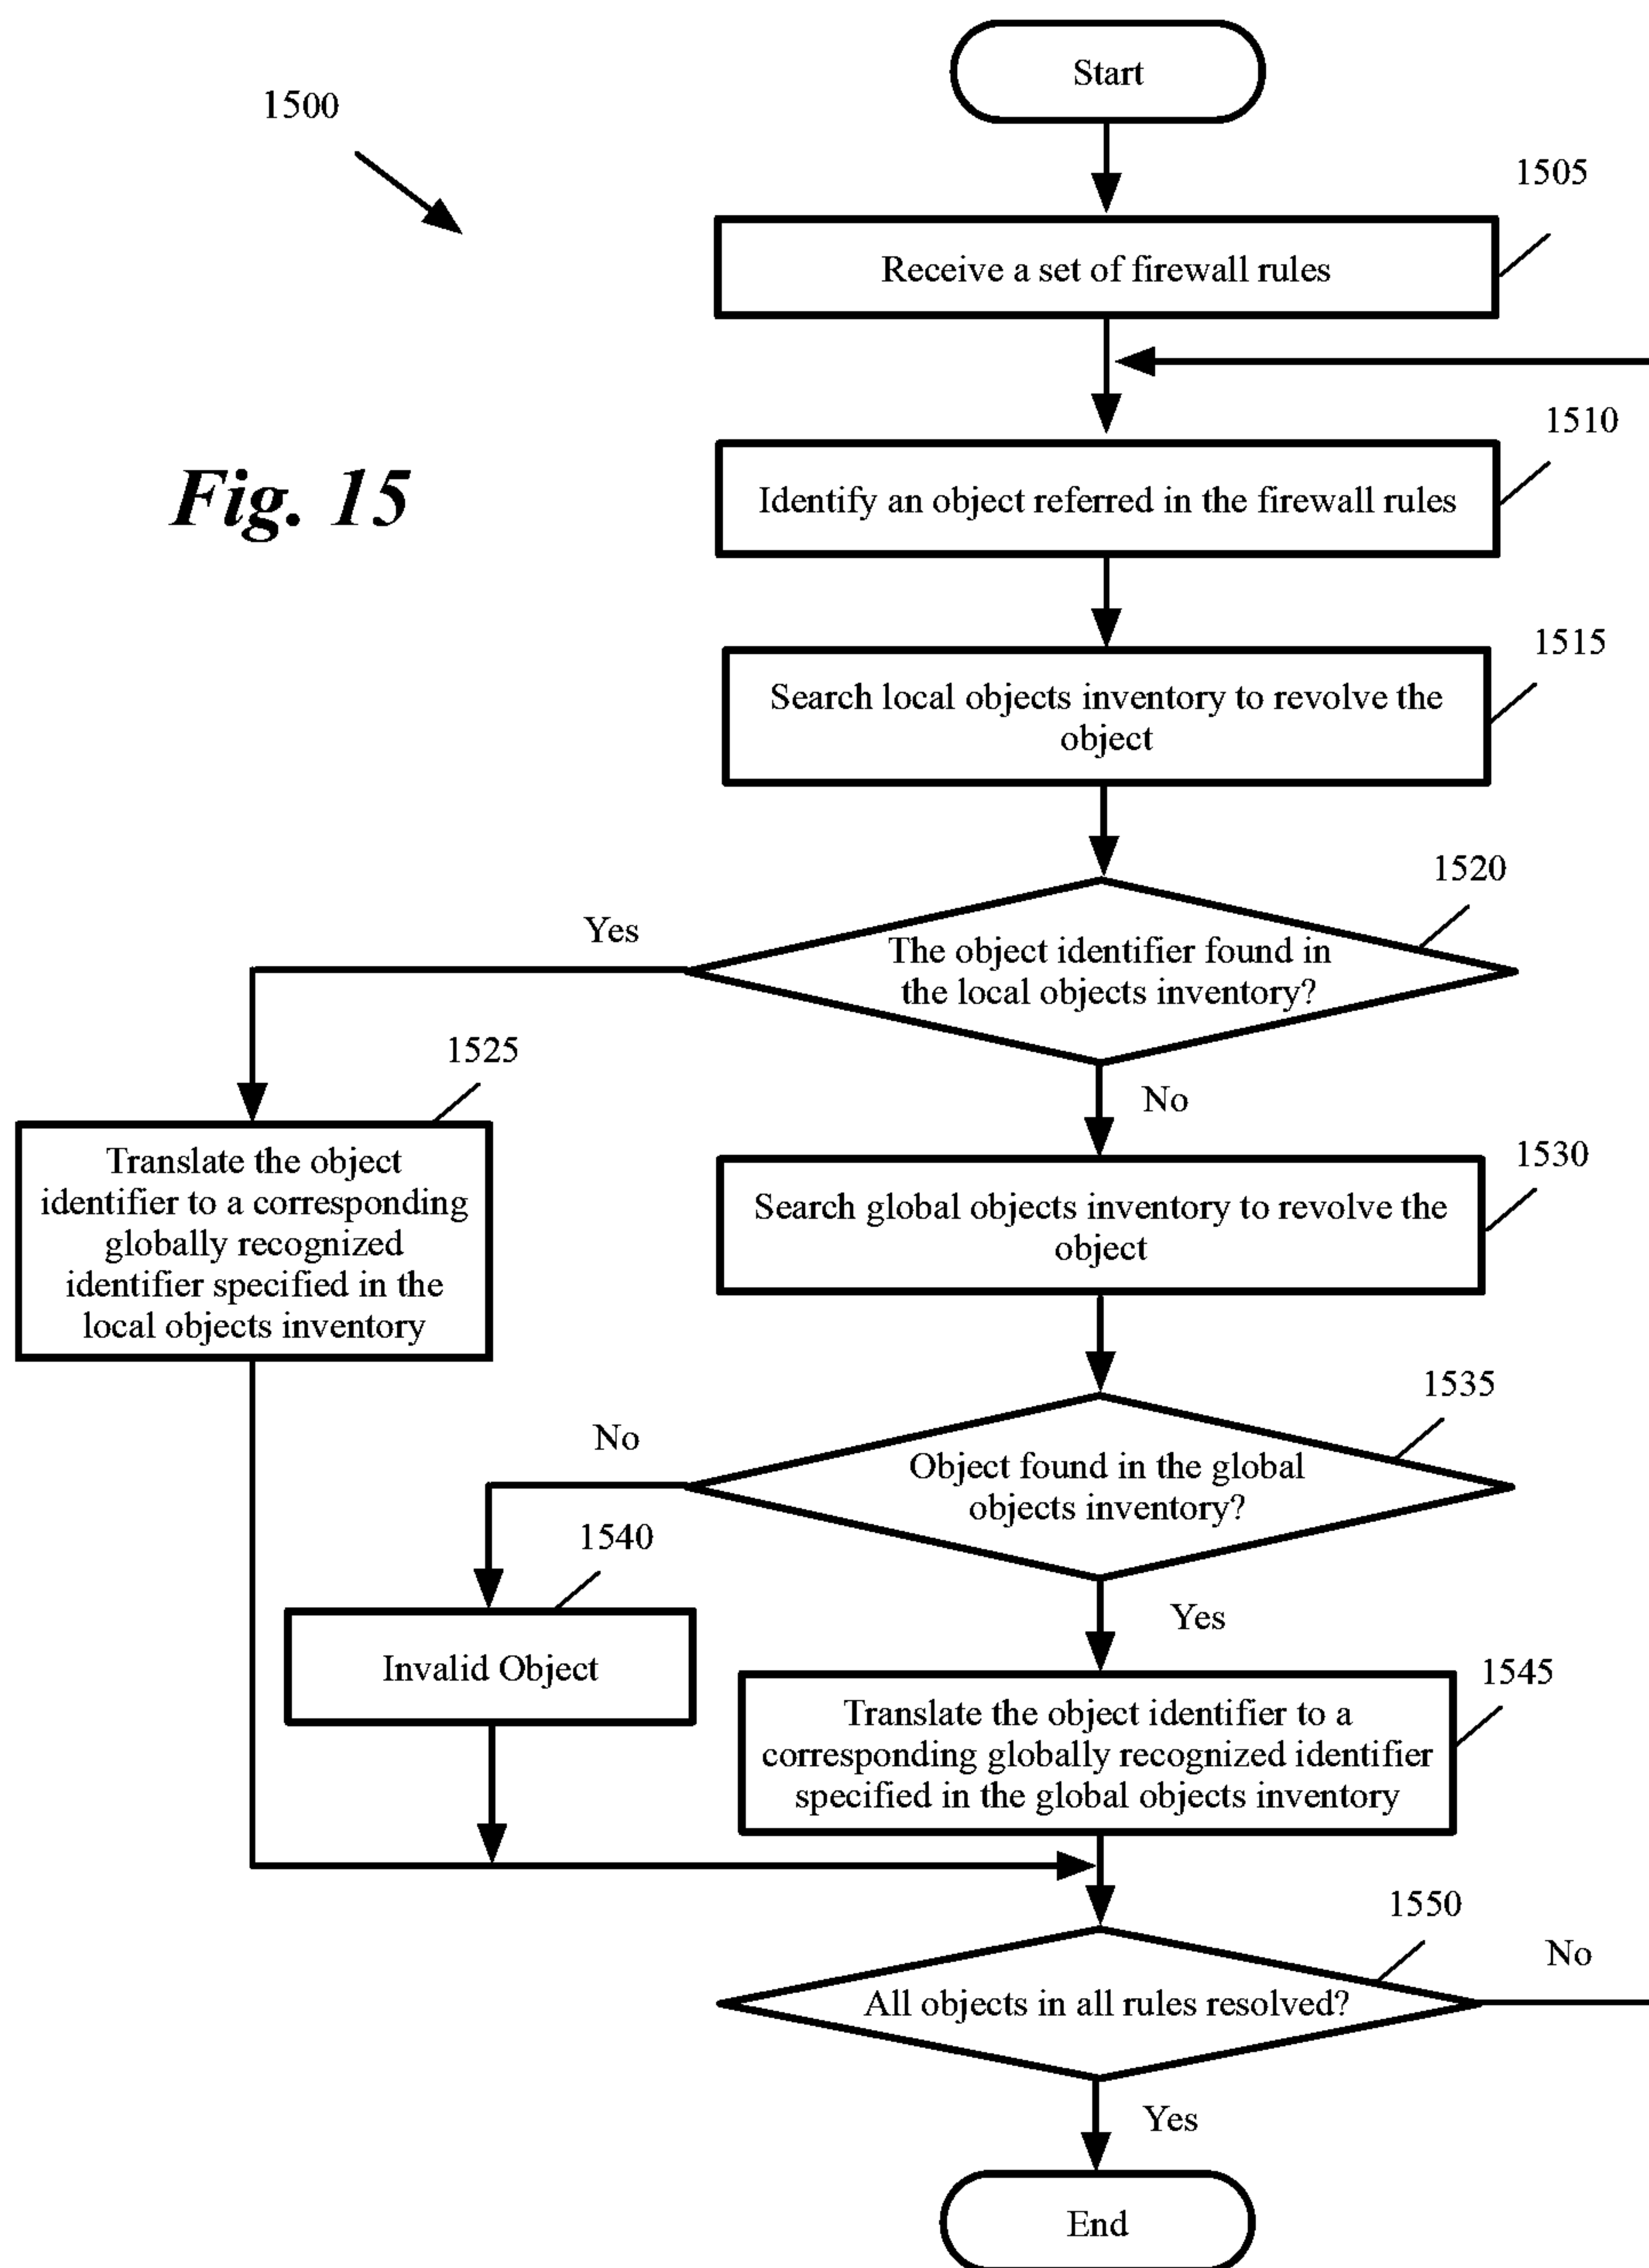 Start
1500
1505
Receive a set of firewall rules
1510
Fig. 15
Identify an object referred in the firewall rules
1515
Search local objects inventory to revolve the
object
1520
Yes
The object identifier found in
the local objects inventory?
1525
No
Translate the object
identifier to a corresponding
globally recognized
identifier specified in the
local objects inventory
1530
Search global objects inventory to revolve the
object
1535
No
Object found in the global
objects inventory?
1540
Yes
Invalid Object
1545
Translate the object identifier to a
corresponding globally recognized identifier
specified in the global objects inventory
1550
No
All objects in all rules resolved?
Yes
End